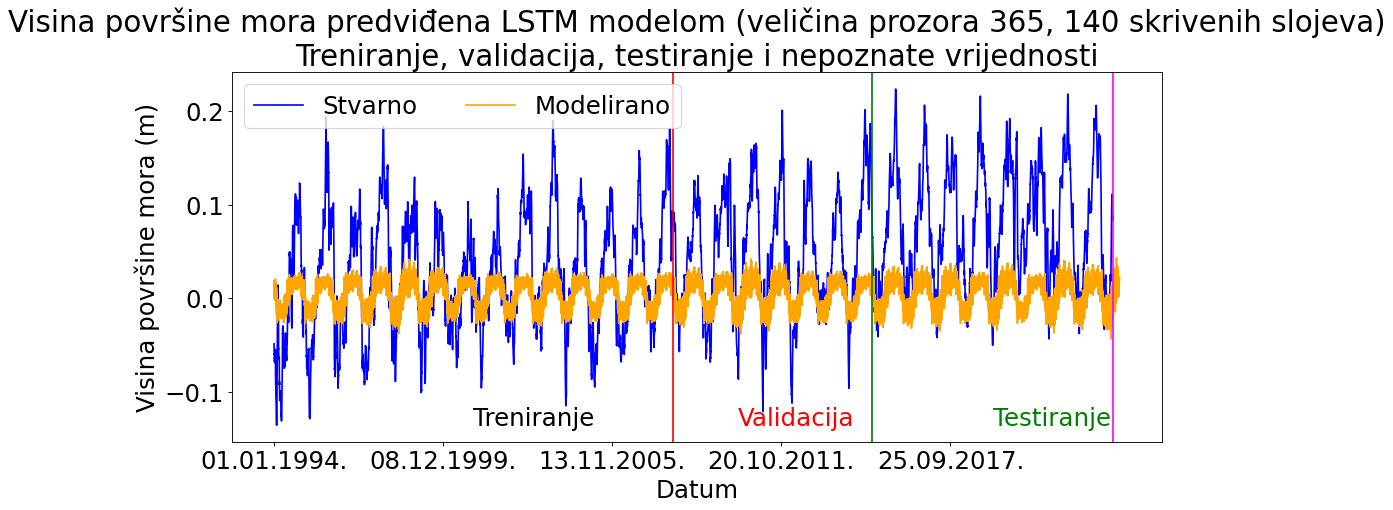 Visina površine mora predviđena LSTM modelom (veličina prozora 365, 140 skrivenih slojeva)
Treniranje, validacija, testiranje i nepoznate vrijednosti
Stvarno
Modelirano
Visina površine mora (m)
0.2
0.1
0.0
−0.1
Treniranje
Validacija
Testiranje
01.01.1994.
08.12.1999.
13.11.2005.
20.10.2011.
25.09.2017.
Datum